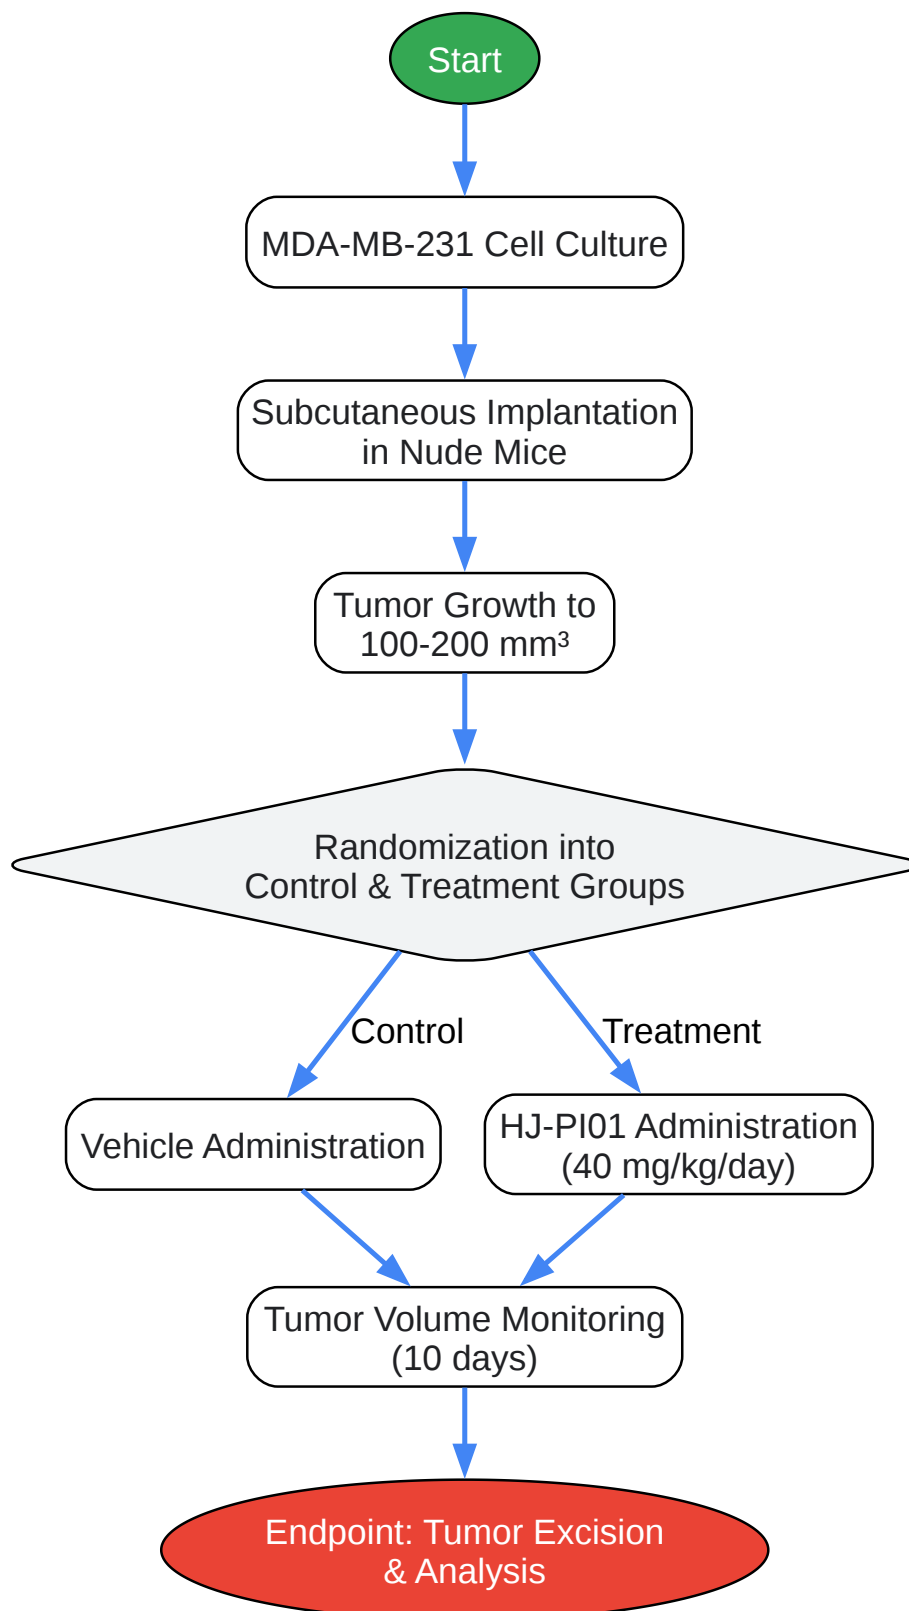 Start
MDA-MB-231 Cell Culture
Subcutaneous Implantation
in Nude Mice
Tumor Growth to
100-200 mm³
Randomization into
Control & Treatment Groups
Control
Treatment
Vehicle Administration
HJ-PI01 Administration
(40 mg/kg/day)
Tumor Volume Monitoring
(10 days)
Endpoint: Tumor Excision
& Analysis